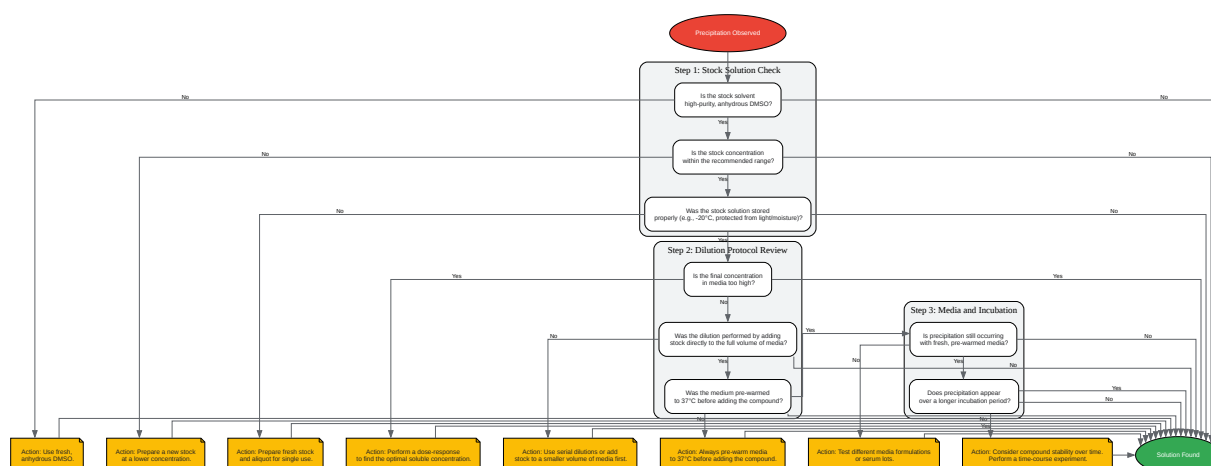 Precipitation Observed
Step 1: Stock Solution Check
Is the stock solvent
high-purity, anhydrous DMSO?
No
No
Yes
Is the stock concentration
within the recommended range?
No
No
Yes
Was the stock solution stored
properly (e.g., -20°C, protected from light/moisture)?
No
No
Yes
Step 2: Dilution Protocol Review
Is the final concentration
in media too high?
Yes
Yes
No
Step 3: Media and Incubation
Was the dilution performed by adding
stock directly to the full volume of media?
No
Yes
Is precipitation still occurring
with fresh, pre-warmed media?
No
Yes
No
Yes
No
Was the medium pre-warmed
to 37°C before adding the compound?
Does precipitation appear
over a longer incubation period?
Yes
No
No
No
Yes
Action: Use fresh,
anhydrous DMSO.
Action: Prepare a new stock
at a lower concentration.
Action: Prepare fresh stock
and aliquot for single use.
Action: Perform a dose-response
to find the optimal soluble concentration.
Action: Use serial dilutions or add
stock to a smaller volume of media first.
Action: Always pre-warm media
to 37°C before adding the compound.
Action: Test different media formulations
or serum lots.
Action: Consider compound stability over time.
Perform a time-course experiment.
Solution Found